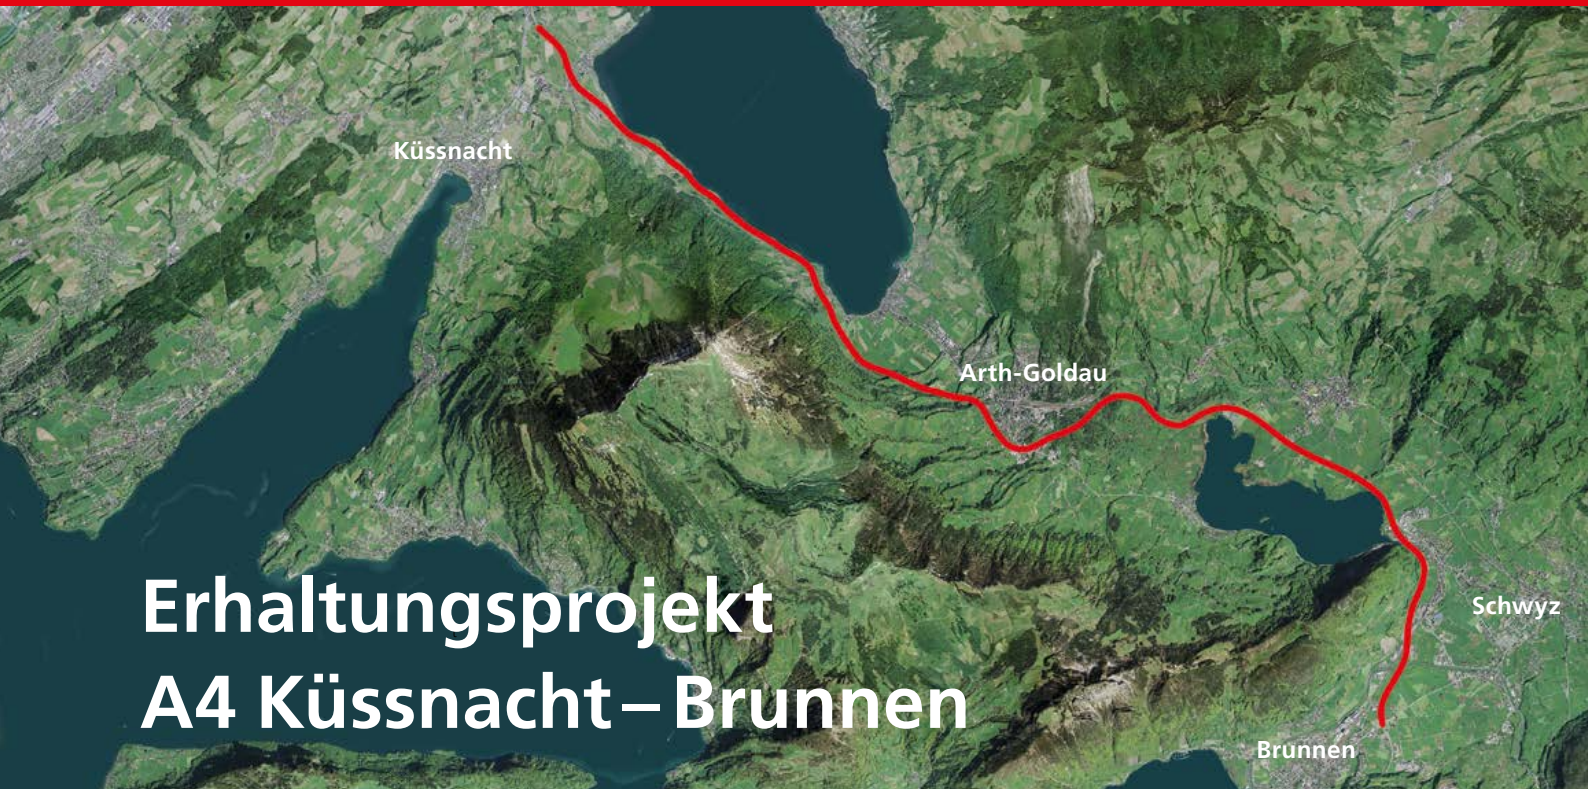 Küssnacht
Arth-Goldau
Erhaltungsprojekt
A4 Küssnacht – Brunnen
Schwyz
Brunnen